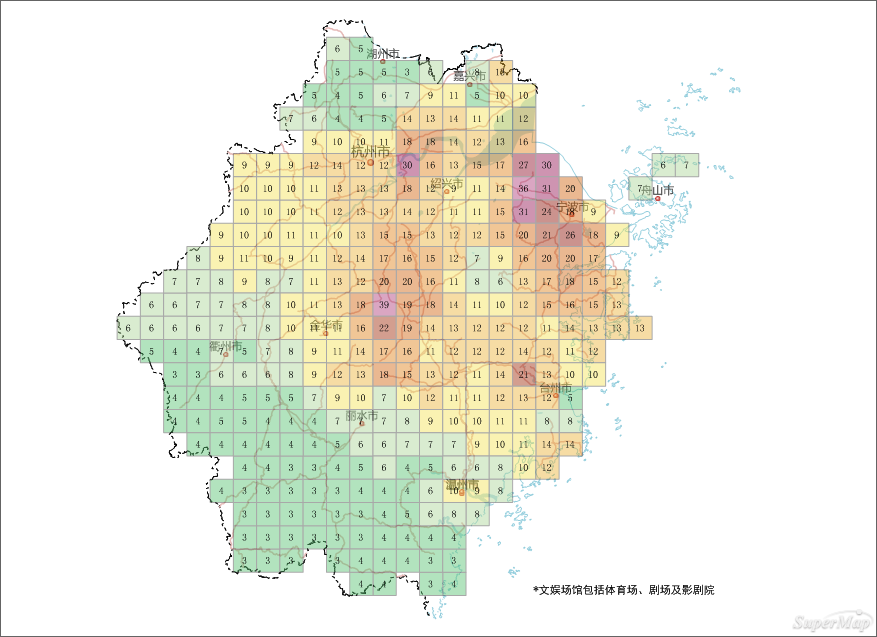 6 5
湖州市
5 5 5 3 6 8 16
嘉兴市
5 4 5 6 7 9 11 5 10 10
7 6 4 4 5 14 13 14 11 11 12
9 10 10 11 18 18 14 12 13 16
杭州市
9 9 9 12 14 12 12 30 16 13 15 17 27 30 6 7
绍兴市
10 10 10 11 13 13 13 18 12 9 11 14 36 31 20 7
舟山市
宁波市
10 10 10 11 12 13 13 14 12 11 11 15 31 24 18 9
9 10 10 11 11 10 13 15 15 13 12 12 15 20 21 26 18 9
8 9 11 10 9 11 12 14 17 16 15 12 7 9 16 20 20 17
7 7 8 9 8 7 11 13 12 20 20 16 11 8 6 13 17 18 15 12
6 6 7 7 8 8 10 11 13 18 39 19 18 14 11 10 12 15 16 15 13
金华市
6 6 6 6 7 7 8 10 16 22 19 14 13 12 12 12 11 14 13 13 13
衢州市
5 4 4 7 5 7 8 9 11 14 17 16 11 12 12 12 14 12 11 12
3 3 6 6 6 8 9 12 13 18 15 13 12 11 14 21 13 10 10
台州市
4 4 4 5 5 5 7 9 10 7 10 12 11 11 12 13 12 5
丽水市
4 4 5 5 4 4 4 7 7 7 8 9 10 10 11 11 8 8
4 4 4 4 4 4 5 6 6 7 7 7 9 10 11 14 14
4 4 3 3 4 5 6 4 5 6 6 8 10 12
温州市
4 3 3 3 3 3 4 4 4 6 10 9 8
3 3 3 3 3 3 4 5 6 8 8
3 3 3 3 3 3 4 4 4 4
3 3 3 3 4 4 4 3 3
4 4 3 4
*文娱场馆包括体育场、剧场及影剧院
SuperMap